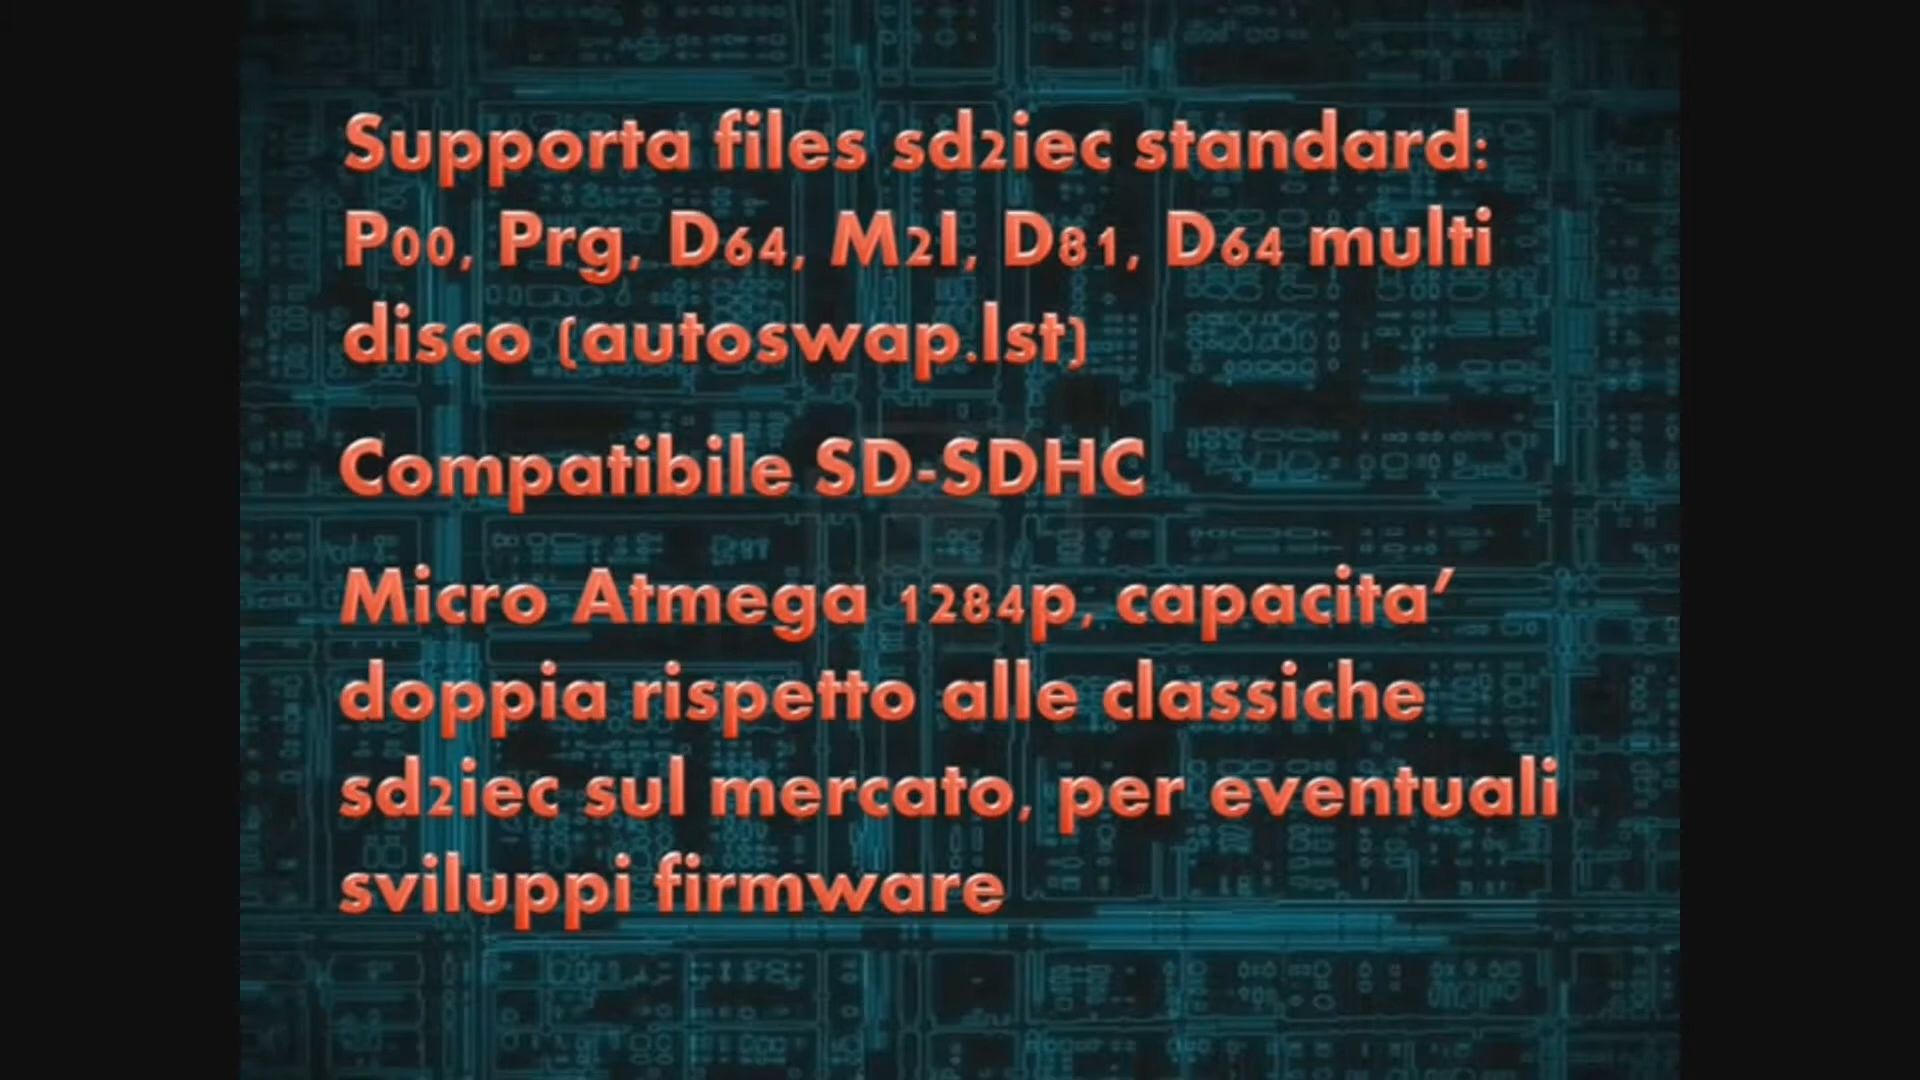 Supporta files sd2iec standard:
P00, Prg, D64, M2I, D81, D64 multi
disco (autoswap.lst)
Compatibile SD-SDHC
Micro Atmega 1284p, capacita'
doppia rispetto alle classiche
sd2iec sul mercato, per eventuali
sviluppi firmware